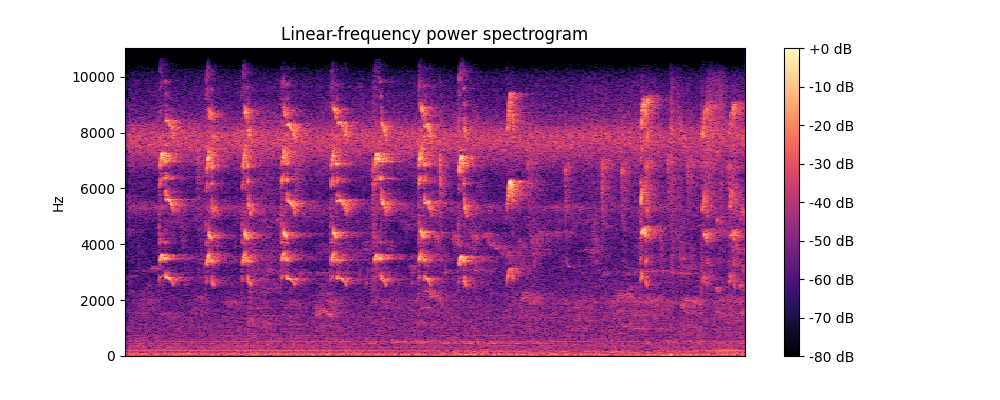 Linear-frequency power spectrogram
Hz
10000
8000
6000
4000
2000
0
+0 dB
-10 dB
-20 dB
-30 dB
-40 dB
-50 dB
-60 dB
-70 dB
-80 dB